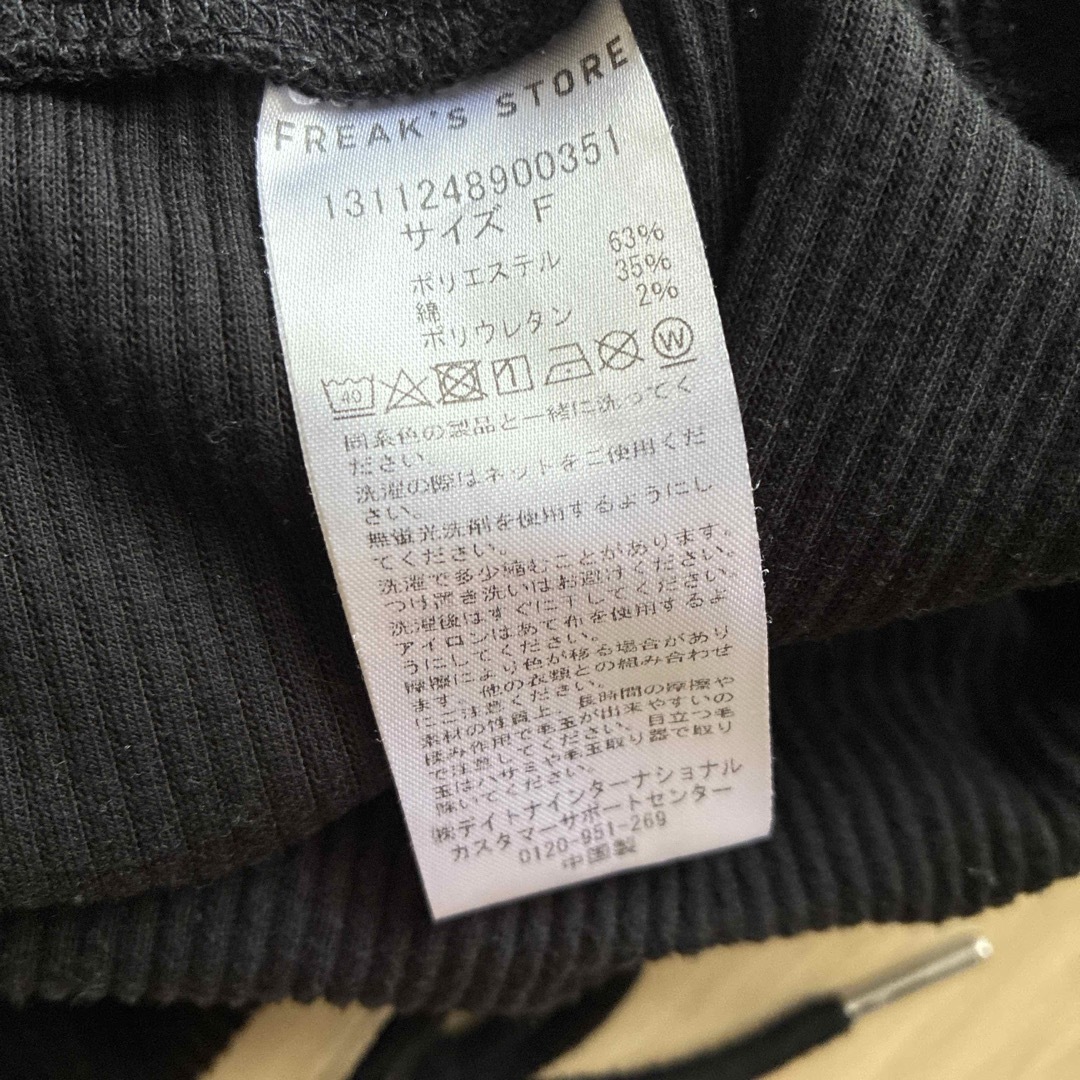 FREAK'S STORE
1311248900351
サイズ F
ポリエステル 63%
綿 35%
ポリウレタン 2%
40
W
同系色の製品と一緒に洗ってく
ださい。
洗濯の際はネットをご使用くだ
さい。
無蛍光洗剤を使用するようにし
てください。
洗濯で多少縮むことがあります。
つけ置き洗いはお避けください。
洗濯後はすぐに干してください。
アイロンはあて布を使用するよ
うにしてください。
摩擦により色が移る場合があり
ます。他の衣類との組み合わせ
にご注意ください。
素材の性質上、長時間の摩擦や
揉み作用で毛玉が出来やすいの
で注意してください。目立つ毛
玉はハサミや毛玉取り器で取り
除いてください。
㈱デイトナインターナショナル
カスタマーサポートセンター
0120-951-269
中国製